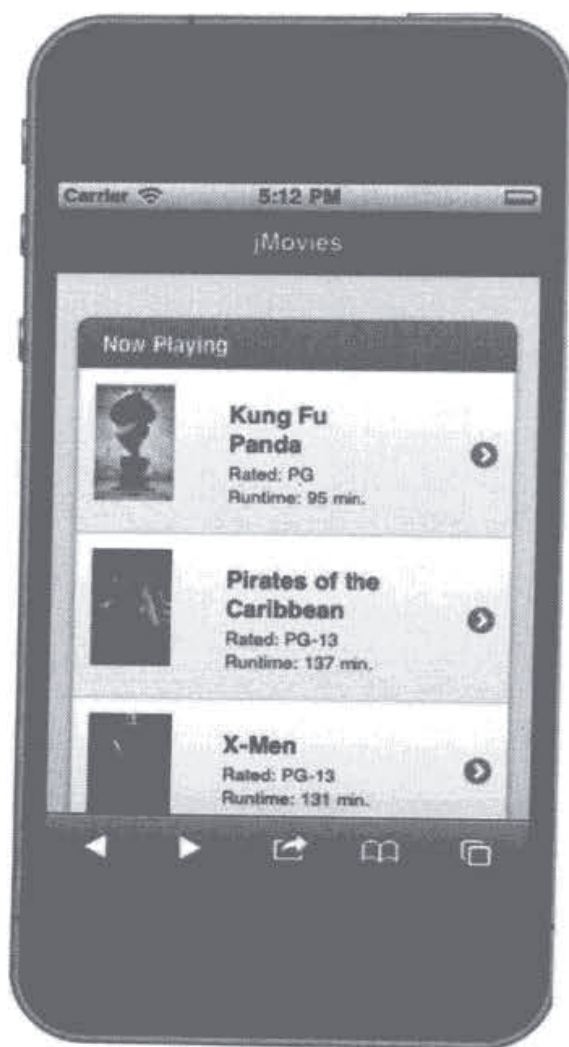 Carrier 5:12 PM
jMovies
Now Playing
Kung Fu
Panda
Rated: PG
Runtime: 95 min.
Pirates of the
Caribbean
Rated: PG-13
Runtime: 137 min.
X-Men
Rated: PG-13
Runtime: 131 min.